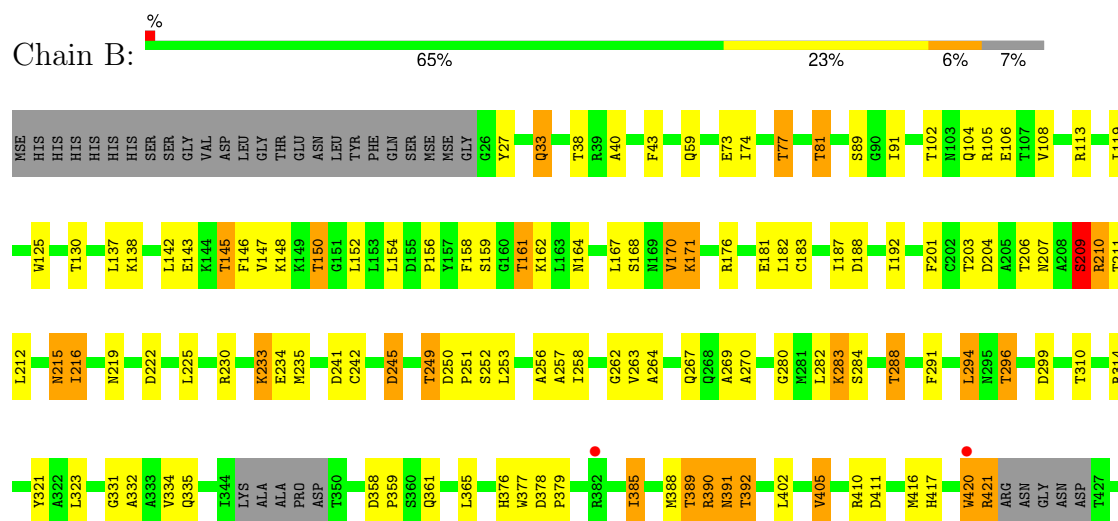 %
Chain B:
65% 23% 6% 7%
MSE HIS HIS HIS HIS HIS HIS SER SER GLY VAL ASP LEU GLY THR GLU ASN LEU TYR PHE GLN SER MSE MSE GLY G26 Y27 Q33 T38 R39 A40 F43 Q59 E73 I74 T77 T81 S89 G90 I91 T102 N103 Q104 R105 E106 T107 V108 R113
W125 T130 L137 K138 L142 E143 K144 T145 F146 V147 K148 K149 T150 G151 L152 L153 L154 D155 P156 Y157 F158 S159 G160 T161 K162 L163 N164 L167 S168 N169 V170 K171 R176 E181 L182 C183 I187 D188 I192 F201 C202 T203 D204 A205 T206 N207 A208 S209 R210 T211
L212 N215 I216 N219 D222 L225 R230 K233 E234 M235 D241 C242 D245 T249 D250 P251 S252 L253 A256 A257 I258 G262 V263 A264 Q267 Q268 A269 A270 G280 M281 L282 K283 S284 T288 F291 L294 N295 T296 D299 T310
Y321 A322 L323 G331 A332 A333 V334 Q335 I344 LYS ALA ALA PRO ASP T350 D358 P359 S360 Q361 L365 H376 W377 D378 P379 R382 I385 M388 T389 R390 N391 T392 L402 V405 R410 D411 M416 H417 W420 R421 ARG ASN GLY ASN ASP T427